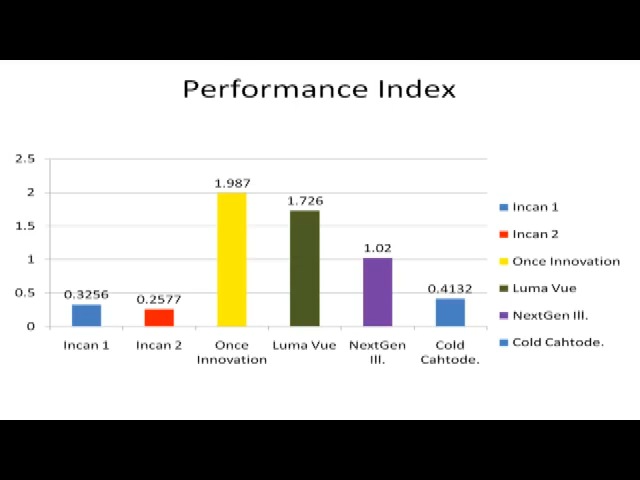 Performance Index
2.5
2
1.5
1
0.5
0
0.3256
0.2577
1.987
1.726
1.02
0.4132
Incan 1
Incan 2
Once Innovation
Luma Vue
NextGen Ill.
Cold Cahtode.
Incan 1
Incan 2
Once
Innovation
Luma Vue
NextGen
Ill.
Cold
Cahtode.